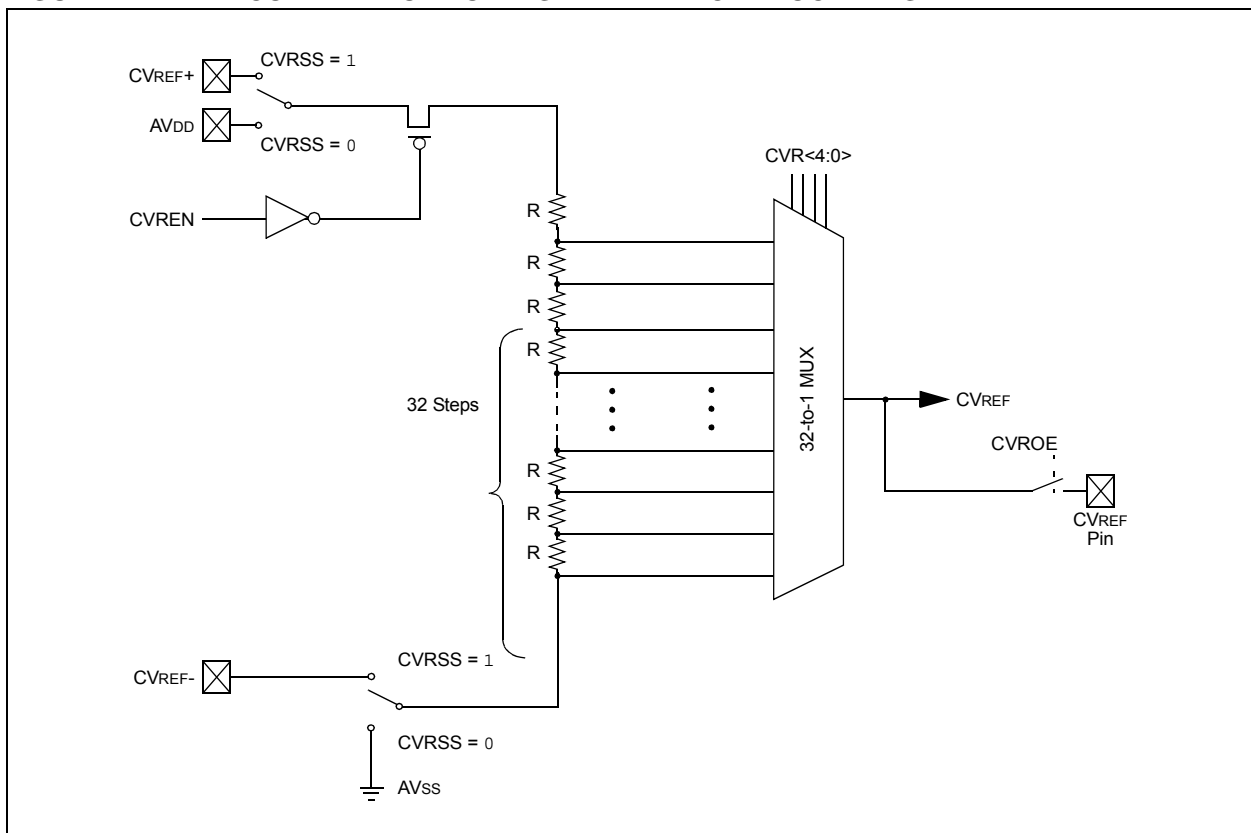 CVRSS = 1
CVREF+
AVDD
CVRSS = 0
CVR<4:0>
CVREN
R
R
R
R
32 Steps
32-to-1 MUX
CVREF
CVROE
R
R
R
CVREF
Pin
CVRSS = 1
CVREF-
CVRSS = 0
AVSS